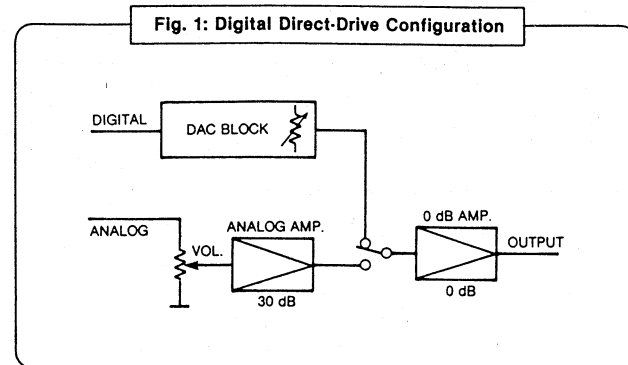 Fig. 1: Digital Direct-Drive Configuration
DIGITAL
DAC BLOCK
ANALOG
VOL.
ANALOG AMP.
30 dB
0 dB AMP.
0 dB
OUTPUT